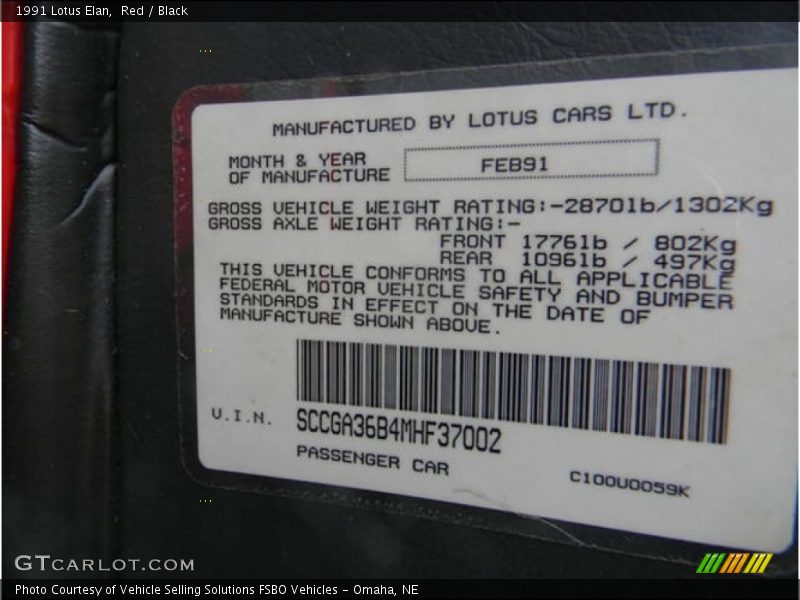 1991 Lotus Elan,  Red / Black
MANUFACTURED BY LOTUS CARS LTD.
MONTH & YEAR
OF MANUFACTURE
FEB91
GROSS VEHICLE WEIGHT RATING:-2870lb/1302Kg
GROSS AXLE WEIGHT RATING:-
FRONT 1776lb / 802Kg
REAR 1096lb / 497Kg
THIS VEHICLE CONFORMS TO ALL APPLICABLE
FEDERAL MOTOR VEHICLE SAFETY AND BUMPER
STANDARDS IN EFFECT ON THE DATE OF
MANUFACTURE SHOWN ABOVE.
V.I.N. SCCGA36B4MHF37002
PASSENGER CAR
C100U0059K
GTCARLOT.COM
Photo Courtesy of Vehicle Selling Solutions FSBO Vehicles - Omaha, NE